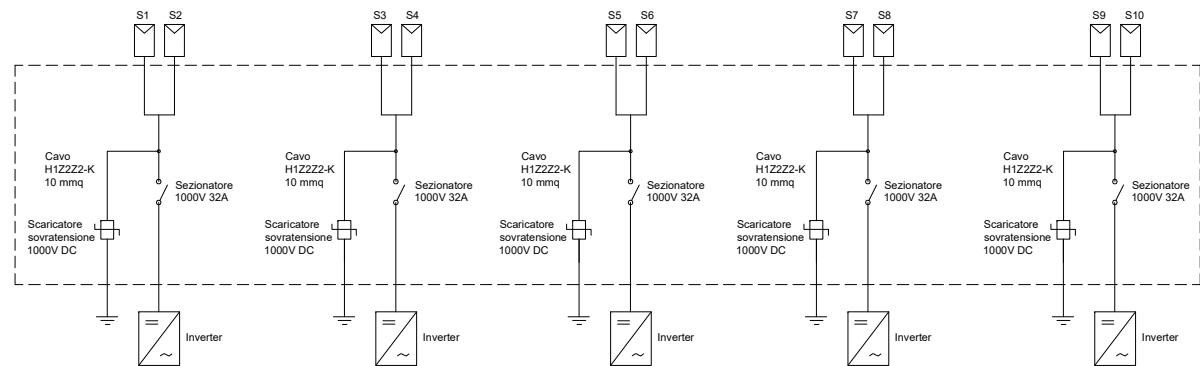 S1 S2
S3 S4
S5 S6
S7 S8
S9 S10
Cavo
H1Z2Z2-K
10 mmq
Sezionatore
1000V 32A
Scaricatore
sovratensione
1000V DC
Inverter
Cavo
H1Z2Z2-K
10 mmq
Sezionatore
1000V 32A
Scaricatore
sovratensione
1000V DC
Inverter
Cavo
H1Z2Z2-K
10 mmq
Sezionatore
1000V 32A
Scaricatore
sovratensione
1000V DC
Inverter
Cavo
H1Z2Z2-K
10 mmq
Sezionatore
1000V 32A
Scaricatore
sovratensione
1000V DC
Inverter
Cavo
H1Z2Z2-K
10 mmq
Sezionatore
1000V 32A
Scaricatore
sovratensione
1000V DC
Inverter